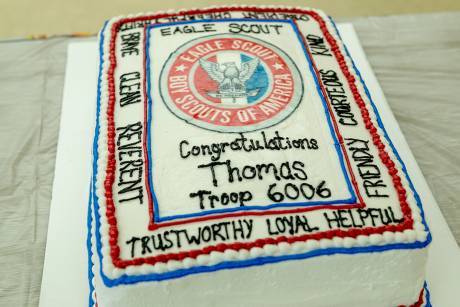 EAGLE SCOUT
EAGLE SCOUT
BOY SCOUTS OF AMERICA
Congratulations
Thomas
Troop 6006
TRUSTWORTHY LOYAL HELPFUL
FRIENDLY COURTEOUS KIND
CLEAN REVERENT